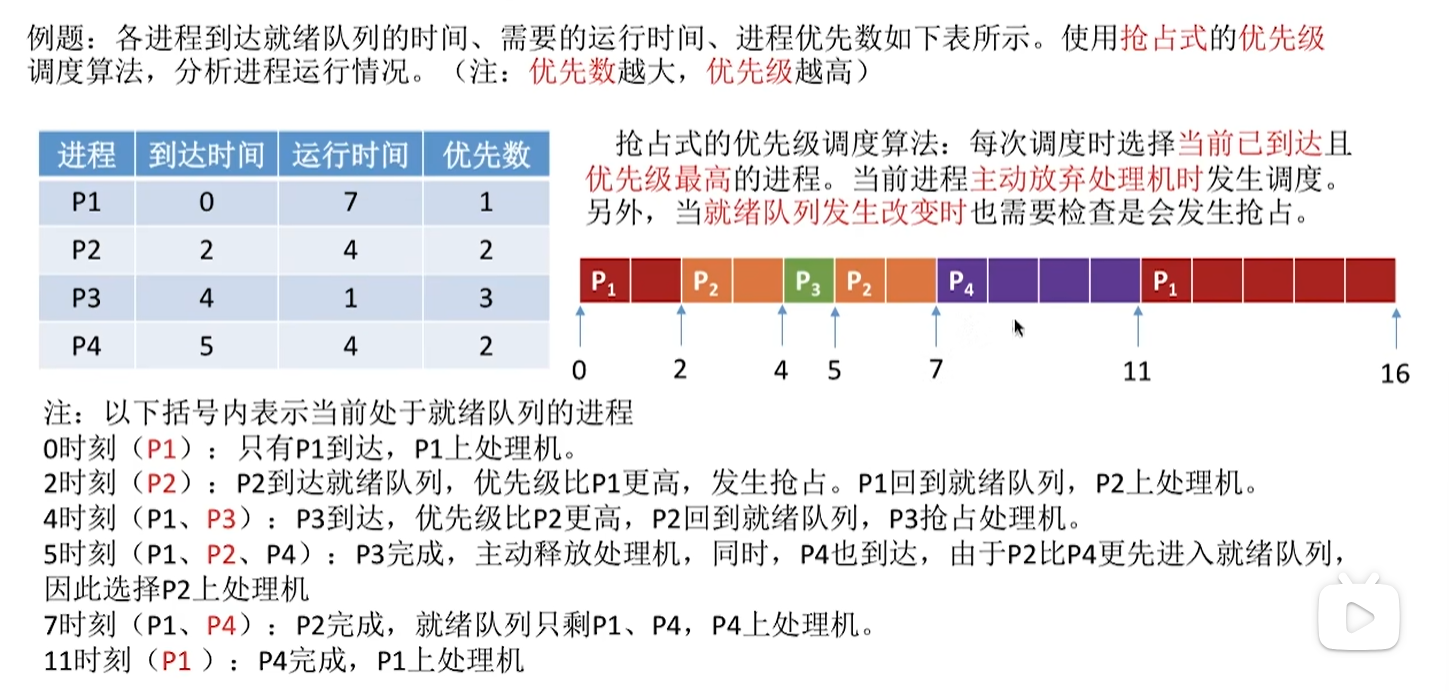 例题：各进程到达就绪队列的时间、需要的运行时间、进程优先数如下表所示。使用抢占式的优先级
调度算法，分析进程运行情况。（注：优先数越大，优先级越高）
进程 到达时间 运行时间 优先数
P1 0 7 1
P2 2 4 2
P3 4 1 3
P4 5 4 2
抢占式的优先级调度算法：每次调度时选择当前已到达且
优先级最高的进程。当前进程主动放弃处理机时发生调度。
另外，当就绪队列发生改变时也需要检查是会发生抢占。
P1 P2 P3 P2 P4 P1
0 2 4 5 7 11 16
注：以下括号内表示当前处于就绪队列的进程
0时刻（P1）：只有P1到达，P1上处理机。
2时刻（P2）：P2到达就绪队列，优先级比P1更高，发生抢占。P1回到就绪队列，P2上处理机。
4时刻（P1、P3）：P3到达，优先级比P2更高，P2回到就绪队列，P3抢占处理机。
5时刻（P1、P2、P4）：P3完成，主动释放处理机，同时，P4也到达，由于P2比P4更先进入就绪队列，
因此选择P2上处理机
7时刻（P1、P4）：P2完成，就绪队列只剩P1、P4，P4上处理机。
11时刻（P1 ）：P4完成，P1上处理机